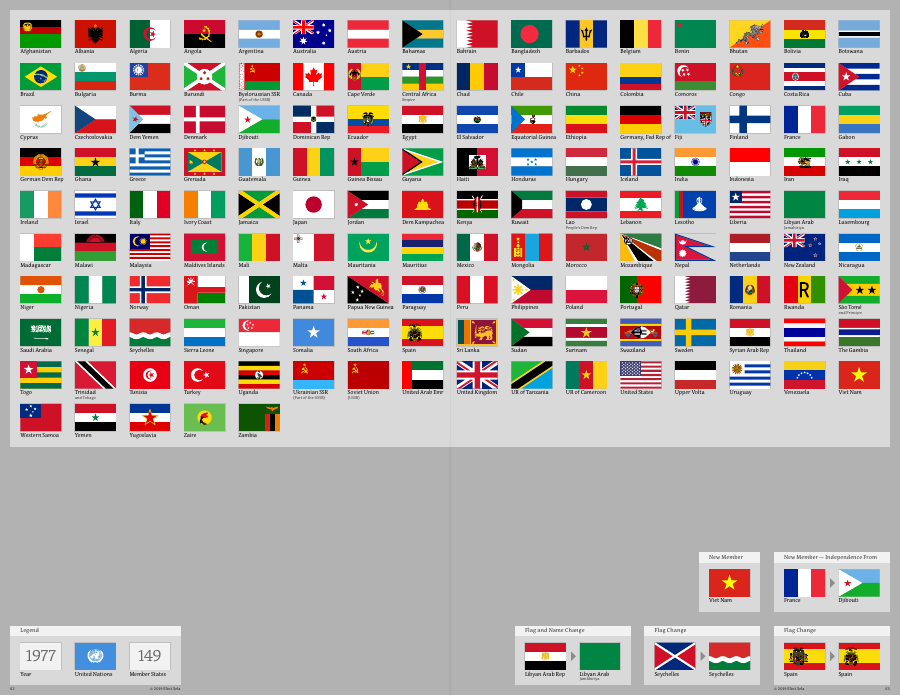 Afghanistan Albania Algeria Angola Argentina Australia Austria Bahamas Bahrain Bangladesh Barbados Belgium Benin Bhutan Bolivia Botswana
Brazil Bulgaria Burma Burundi Byelorussian SSR Canada Cape Verde Central Africa Chad Chile China Colombia Comoros Congo Costa Rica Cuba
(Part of the USSR) Empire
Cyprus Czechoslovakia Dem Yemen Denmark Djibouti Dominican Rep Ecuador Egypt El Salvador Equatorial Guinea Ethiopia Germany, Fed Rep of Fiji Finland France Gabon
German Dem Rep Ghana Greece Grenada Guatemala Guinea Guinea Bissau Guyana Haiti Honduras Hungary Iceland India Indonesia Iran Iraq
Ireland Israel Italy Ivory Coast Jamaica Japan Jordan Dem Kampuchea Kenya Kuwait Lao Lebanon Lesotho Liberia Libyan Arab Luxembourg
People's Dem Rep Jamahiriya
Madagascar Malawi Malaysia Maldives Islands Mali Malta Mauritania Mauritius Mexico Mongolia Morocco Mozambique Nepal Netherlands New Zealand Nicaragua
Niger Nigeria Norway Oman Pakistan Panama Papua New Guinea Paraguay Peru Philippines Poland Portugal Qatar Romania Rwanda São Tomé
and Príncipe
Saudi Arabia Senegal Seychelles Sierra Leone Singapore Somalia South Africa Spain Sri Lanka Sudan Surinam Swaziland Sweden Syrian Arab Rep Thailand The Gambia
Togo Trinidad Tunisia Turkey Uganda Ukranian SSR Soviet Union United Arab Emr United Kingdom UR of Tanzania UR of Cameroon United States Upper Volta Uruguay Venezuela Viet Nam
and Tobago (Part of the USSR) (USSR)
Western Samoa Yemen Yugoslavia Zaire Zambia
R
New Member
Viet Nam
New Member — Independence From
France Djibouti
Legend
1977 149
Year United Nations Member States
Flag and Name Change
Libyan Arab Rep Libyan Arab
Jamahiriya
Flag Change
Seychelles Seychelles
Flag Change
Spain Spain